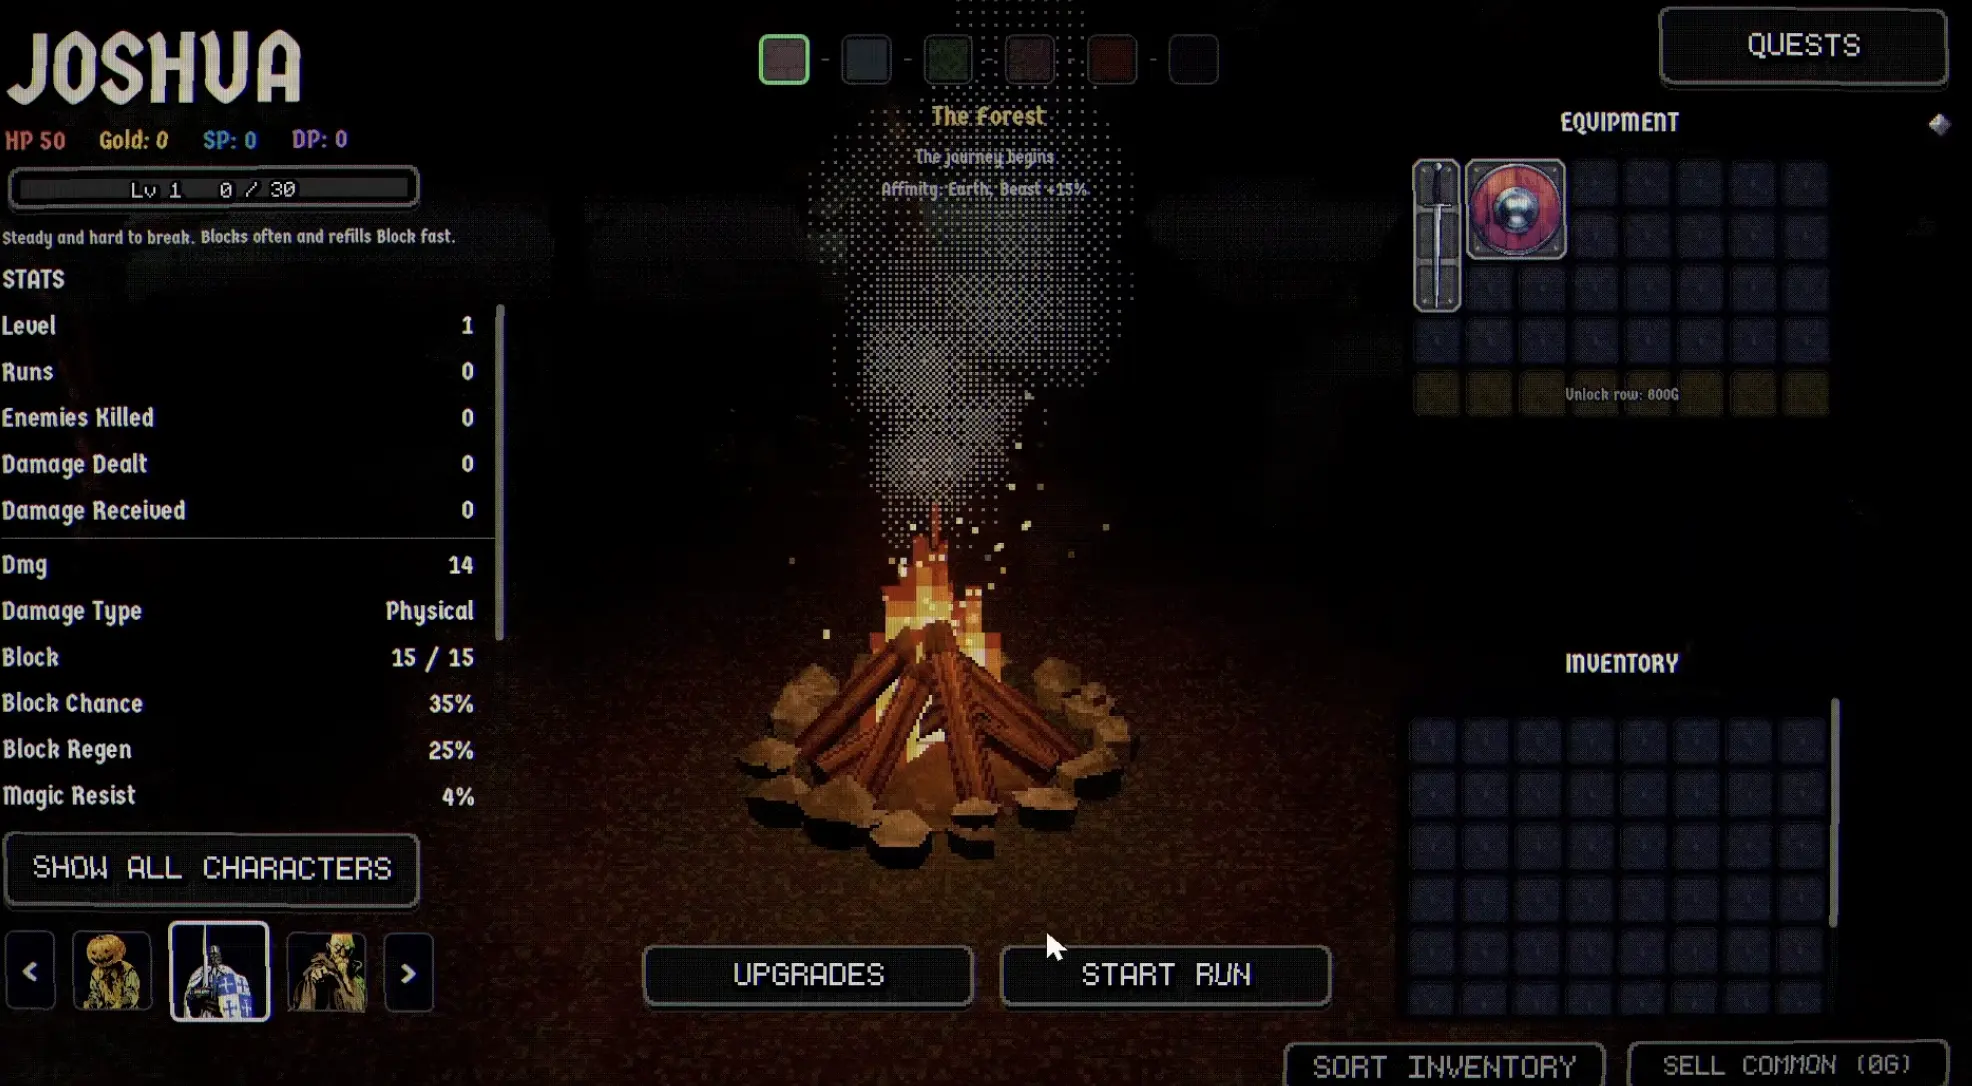 JOSHUA
HP 50 Gold: 0 SP: 0 DP: 0
Lv 1 0 / 30
Steady and hard to break. Blocks often and refills Block fast.
STATS
Level 1
Runs 0
Enemies Killed 0
Damage Dealt 0
Damage Received 0
Dmg 14
Damage Type Physical
Block 15 / 15
Block Chance 35%
Block Regen 25%
Magic Resist 4%
SHOW ALL CHARACTERS
<
>
The Forest
The journey begins
Affinity: Earth, Beast +15%
UPGRADES
START RUN
QUESTS
EQUIPMENT
Unlock row: 800G
INVENTORY
SORT INVENTORY
SELL COMMON (0G)